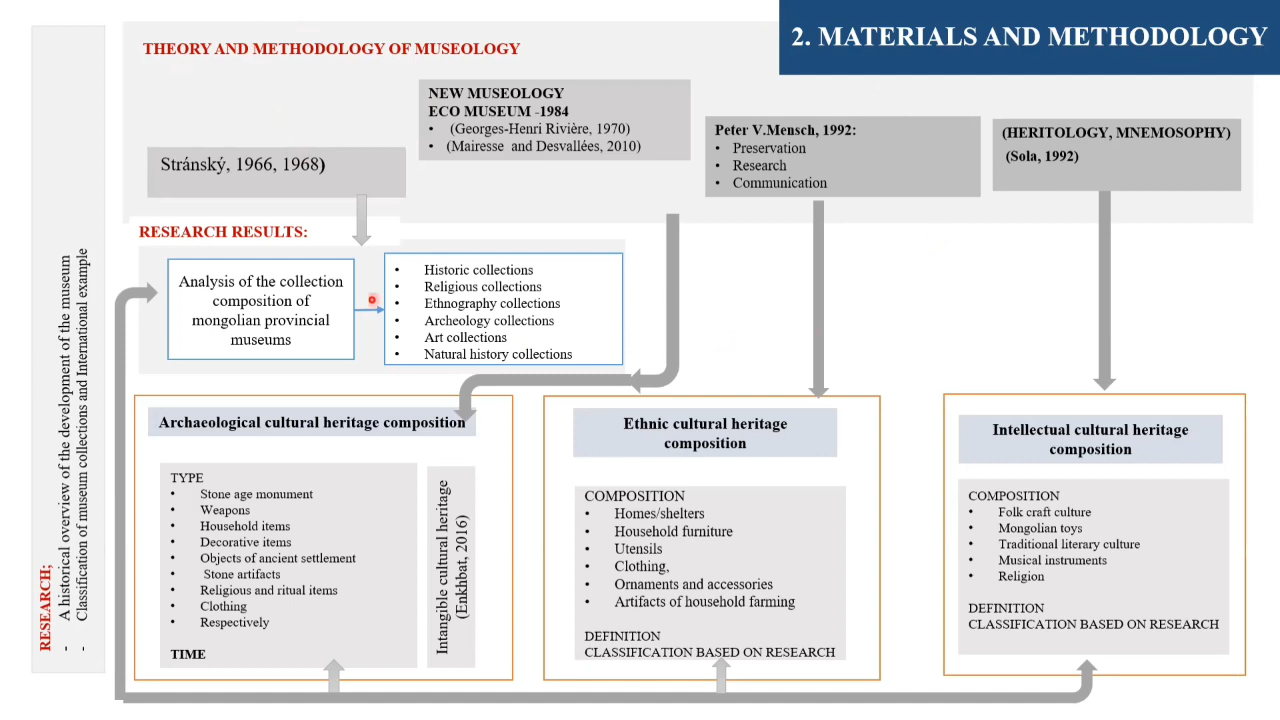 2. MATERIALS AND METHODOLOGY
THEORY AND METHODOLOGY OF MUSEOLOGY
Stránský, 1966, 1968)
NEW MUSEOLOGY
ECO MUSEUM -1984
• (Georges-Henri Rivière, 1970)
• (Mairesse and Desvallées, 2010)
Peter V.Mensch, 1992:
• Preservation
• Research
• Communication
(HERITOLOGY, MNEMOSOPHY)
(Sola, 1992)
RESEARCH;
- A historical overview of the development of the museum
- Classification of museum collections and International example
RESEARCH RESULTS:
Analysis of the collection
composition of
mongolian provincial
museums
• Historic collections
• Religious collections
• Ethnography collections
• Archeology collections
• Art collections
• Natural history collections
Archaeological cultural heritage composition
TYPE
• Stone age monument
• Weapons
• Household items
• Decorative items
• Objects of ancient settlement
• Stone artifacts
• Religious and ritual items
• Clothing
• Respectively
TIME
Intangible cultural heritage
(Enkhbat, 2016)
Ethnic cultural heritage
composition
COMPOSITION
• Homes/shelters
• Household furniture
• Utensils
• Clothing,
• Ornaments and accessories
• Artifacts of household farming
DEFINITION
CLASSIFICATION BASED ON RESEARCH
Intellectual cultural heritage
composition
COMPOSITION
• Folk craft culture
• Mongolian toys
• Traditional literary culture
• Musical instruments
• Religion
DEFINITION
CLASSIFICATION BASED ON RESEARCH